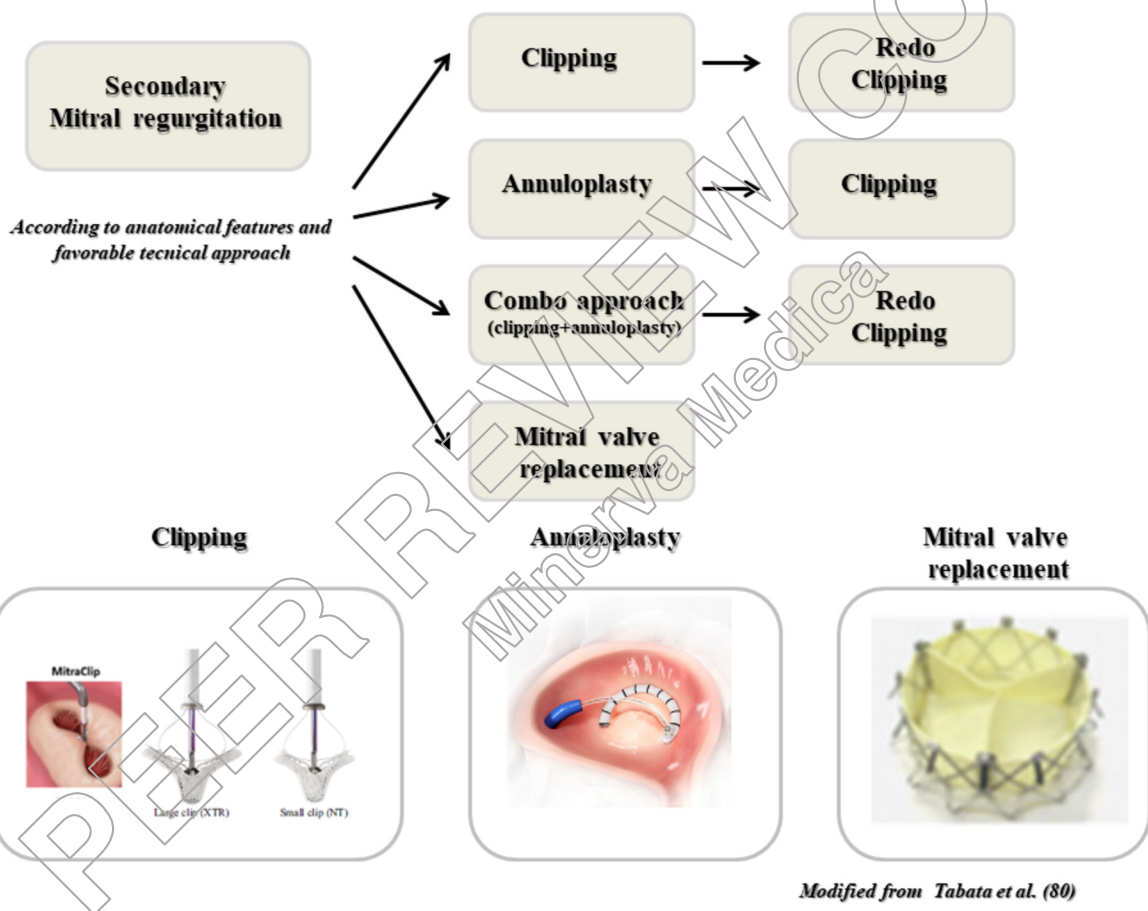 Secondary
Mitral regurgitation
According to anatomical features and
favorable tecnical approach
Clipping
Redo
Clipping
Annuloplasty
Clipping
Combo approach
(clipping+annuloplasty)
Redo
Clipping
Mitral valve
replacement
Clipping
MitraClip
Large clip (XTR)
Small clip (NT)
Annuloplasty
Mitral valve
replacement
Modified from Tabata et al. (80)
PEER REVIEW CO
Minerva Medica